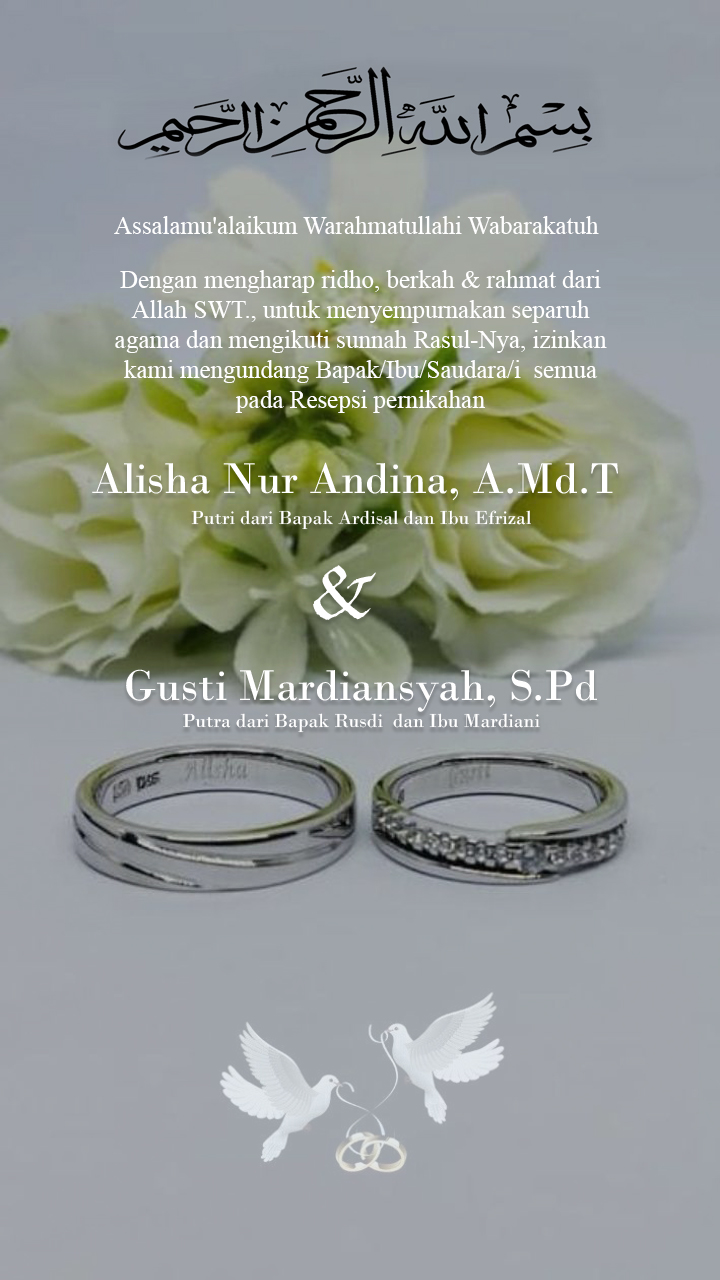 بِسْمِ اللَّهِ الرَّحْمَٰنِ الرَّحِيمِ
Assalamu'alaikum Warahmatullahi Wabarakatuh
Dengan mengharap ridho, berkah & rahmat dari
Allah SWT., untuk menyempurnakan separuh
agama dan mengikuti sunnah Rasul-Nya, izinkan
kami mengundang Bapak/Ibu/Saudara/i semua
pada Resepsi pernikahan
Alisha Nur Andina, A.Md.T
Putri dari Bapak Ardisal dan Ibu Efrizal
&
Gusti Mardiansyah, S.Pd
Putra dari Bapak Rusdi dan Ibu Mardiani
Alisha